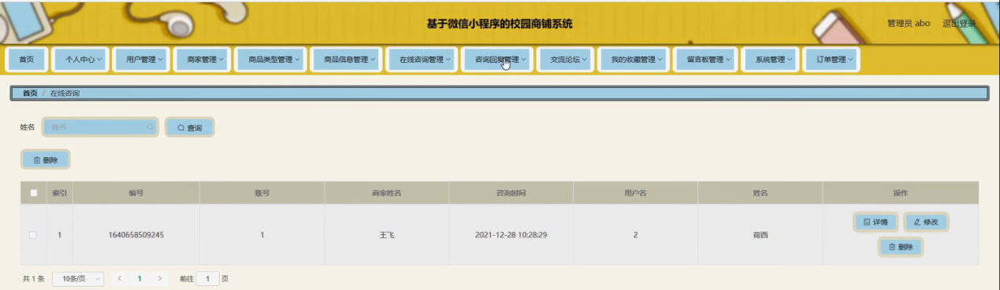 基于微信小程序的校园商铺系统
管理员 abo 退出登录
首页 个人中心 用户管理 商家管理 商品类型管理 商品信息管理 在线咨询管理 咨询回复管理 交流论坛 我的收藏管理 留言板管理 系统管理 订单管理
首页 / 在线咨询
姓名 姓名 查询
删除
索引 编号 账号 商家姓名 咨询时间 用户名 姓名 操作
1 1640658509245 1 王飞 2021-12-28 10:28:29 2 荷西 详情 修改
删除
共 1 条 10条/页 < 1 > 前往 1 页